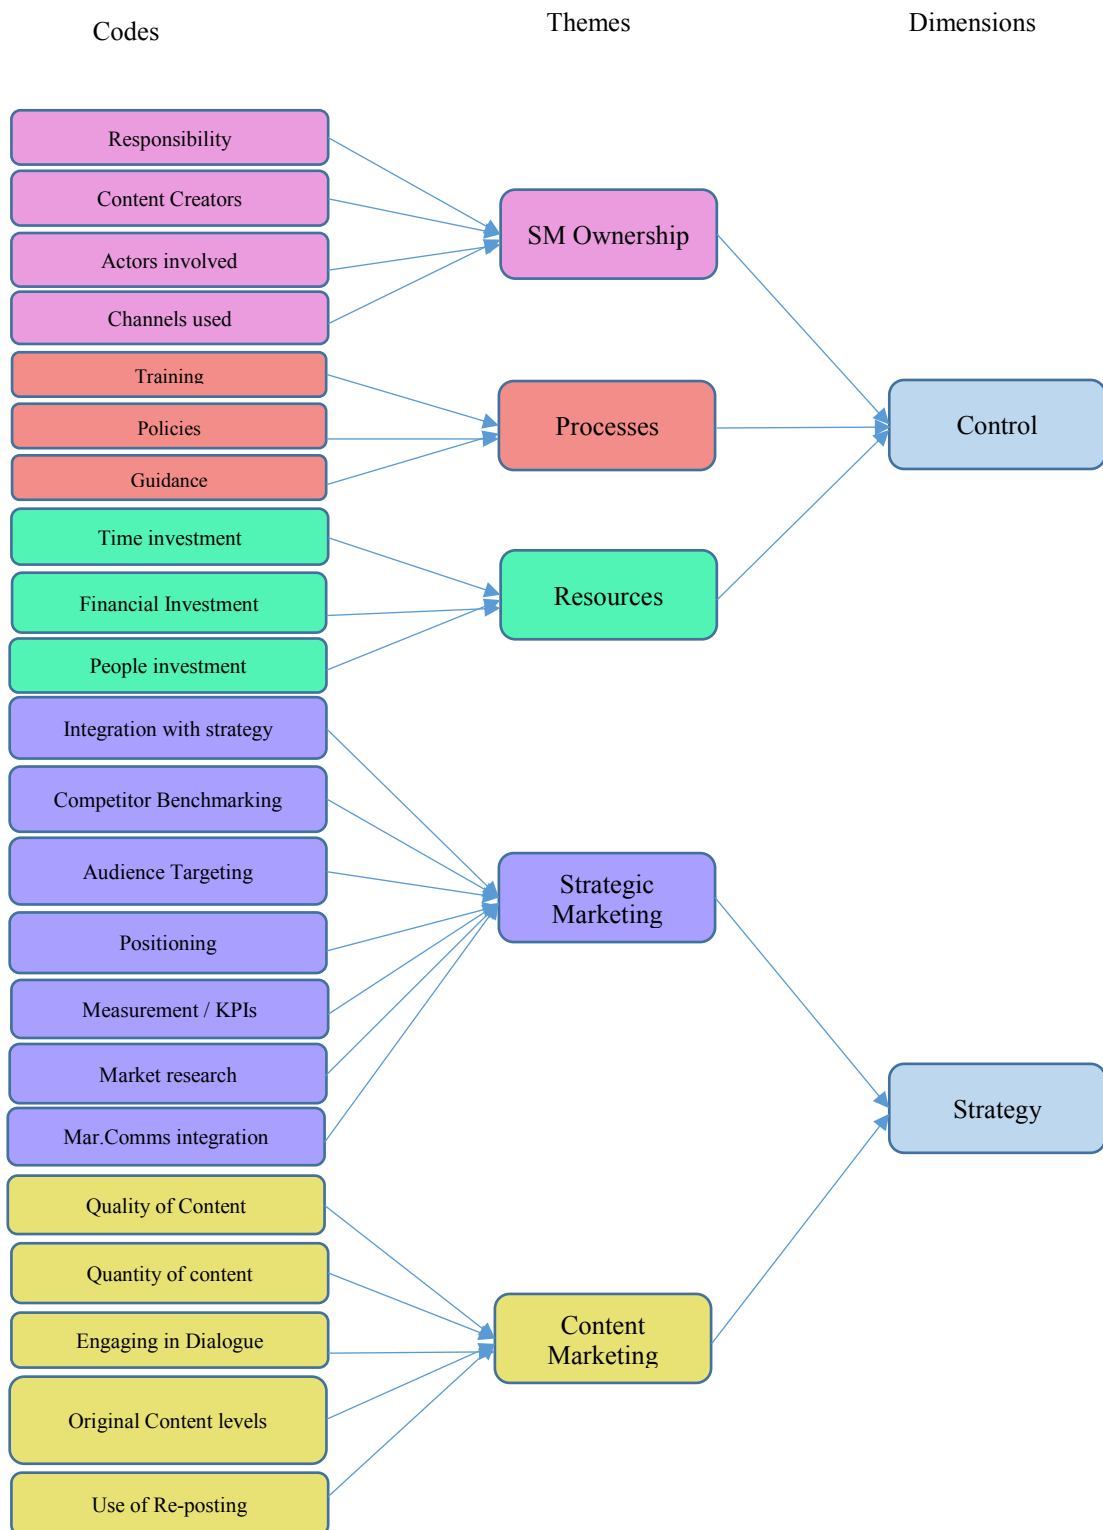 Codes
Themes
Dimensions
Responsibility
Content Creators
Actors involved
Channels used
Training
Policies
Guidance
Time investment
Financial Investment
People investment
Integration with strategy
Competitor Benchmarking
Audience Targeting
Positioning
Measurement / KPIs
Market research
Mar.Comms integration
Quality of Content
Quantity of content
Engaging in Dialogue
Original Content levels
Use of Re-posting
SM Ownership
Processes
Resources
Strategic
Marketing
Content
Marketing
Control
Strategy